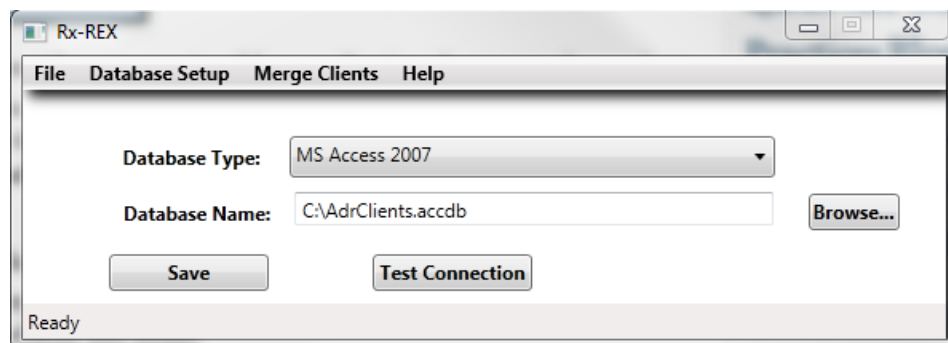 Rx-REX
File Database Setup Merge Clients Help
Database Type: MS Access 2007
Database Name: C:\AdrClients.accdb Browse...
Save Test Connection
Ready